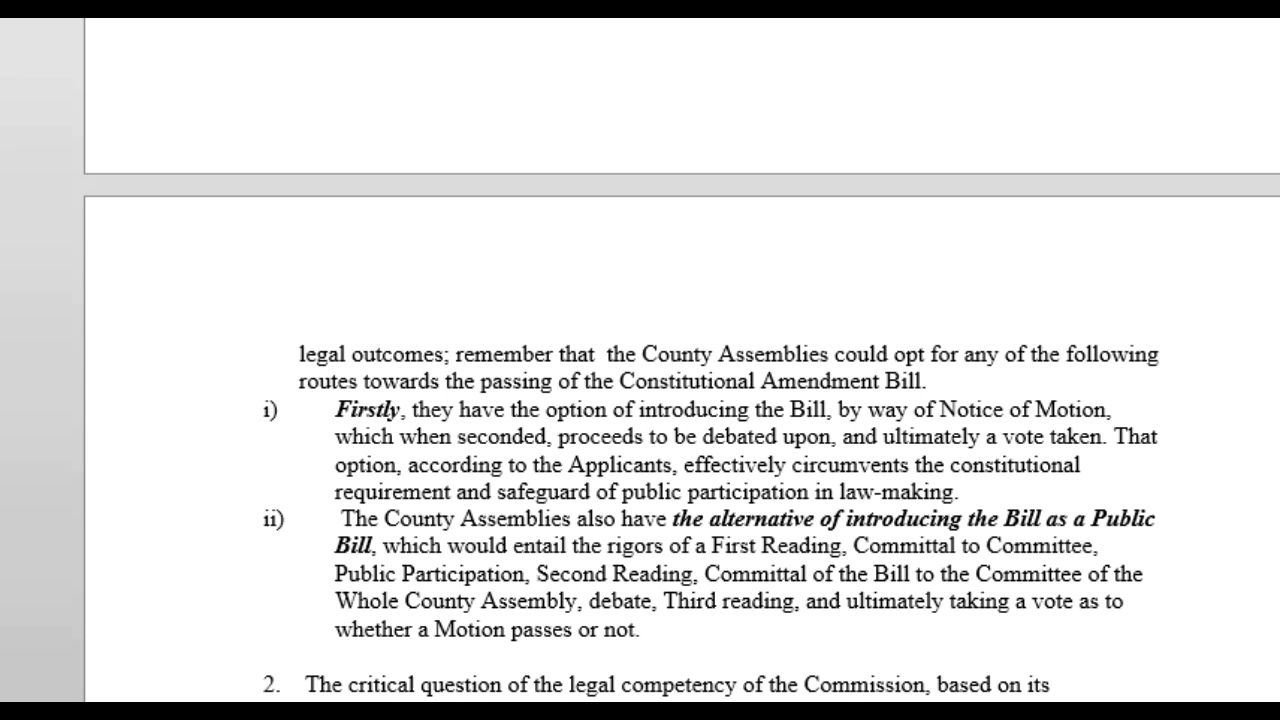 legal outcomes; remember that  the County Assemblies could opt for any of the following
routes towards the passing of the Constitutional Amendment Bill.
i) Firstly, they have the option of introducing the Bill, by way of Notice of Motion,
which when seconded, proceeds to be debated upon, and ultimately a vote taken. That
option, according to the Applicants, effectively circumvents the constitutional
requirement and safeguard of public participation in law-making.
ii) The County Assemblies also have the alternative of introducing the Bill as a Public
Bill, which would entail the rigors of a First Reading, Committal to Committee,
Public Participation, Second Reading, Committal of the Bill to the Committee of the
Whole County Assembly, debate, Third reading, and ultimately taking a vote as to
whether a Motion passes or not.
2. The critical question of the legal competency of the Commission, based on its